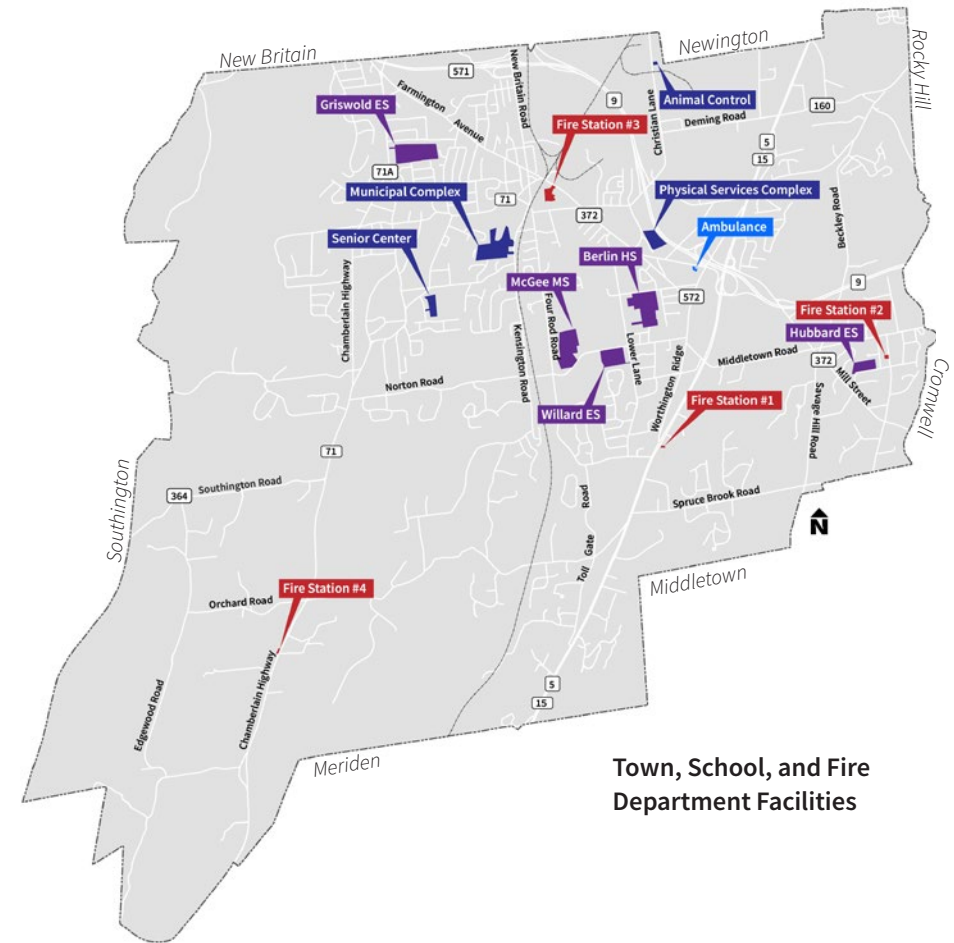 New Britain
Newington
Rocky Hill
571
New Britain Road
Farmington
Avenue
9
Christian Lane
Animal Control
160
Griswold ES
Fire Station #3
Deming Road
5
15
71A
Municipal Complex
71
372
Physical Services Complex
Beckley Road
Senior Center
Ambulance
Berlin HS
Chamberlain Highway
McGee MS
572
9
Four Rod Road
Fire Station #2
Hubbard ES
Kensington Road
Lower Lane
Middletown Road
372
Mill Street
Cromwell
Norton Road
Worthington Ridge
Savage Hill Road
Willard ES
Fire Station #1
71
364
Southington Road
Southington
Spruce Brook Road
N
Toll Gate Road
Middletown
Orchard Road
Fire Station #4
Edgewood Road
Chamberlain Highway
5
15
Meriden
Town, School, and Fire
Department Facilities